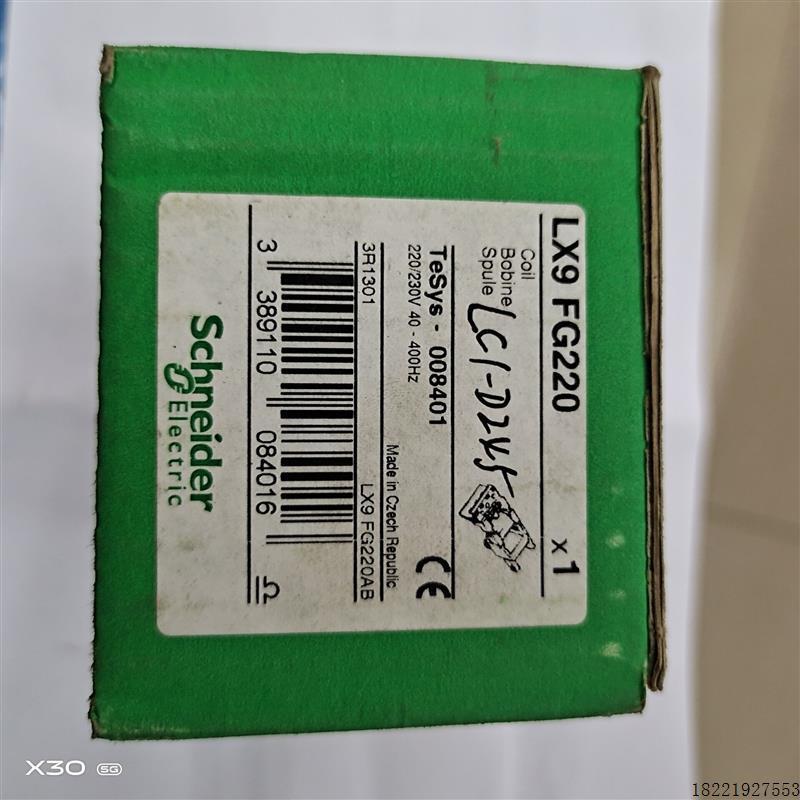 LX9 FG220 x 1
Coil
Bobine
Spule
LC1-D245
TeSys - 008401
220/230V 40 - 400Hz
CE
Made in Czech Republic
3R1301 LX9 FG220AB
3 389110 084016
Schneider
Electric
X30 5G
18221927553